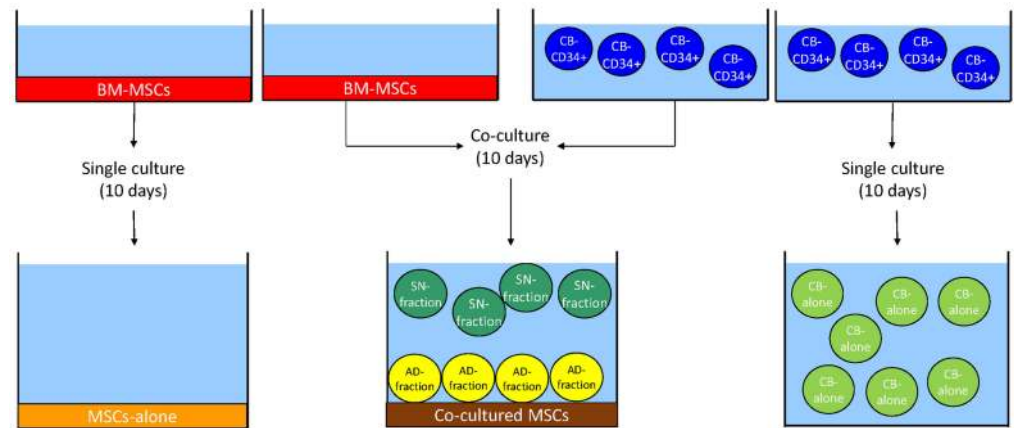 BM-MSCs
BM-MSCs
CB-
CD34+
CB-
CD34+
CB-
CD34+
CB-
CD34+
CB-
CD34+
CB-
CD34+
CB-
CD34+
CB-
CD34+
Single culture
(10 days)
Co-culture
(10 days)
Single culture
(10 days)
MSCs-alone
SN-
fraction
SN-
fraction
SN-
fraction
SN-
fraction
AD-
fraction
AD-
fraction
AD-
fraction
AD-
fraction
Co-cultured MSCs
CB-
alone
CB-
alone
CB-
alone
CB-
alone
CB-
alone
CB-
alone
CB-
alone